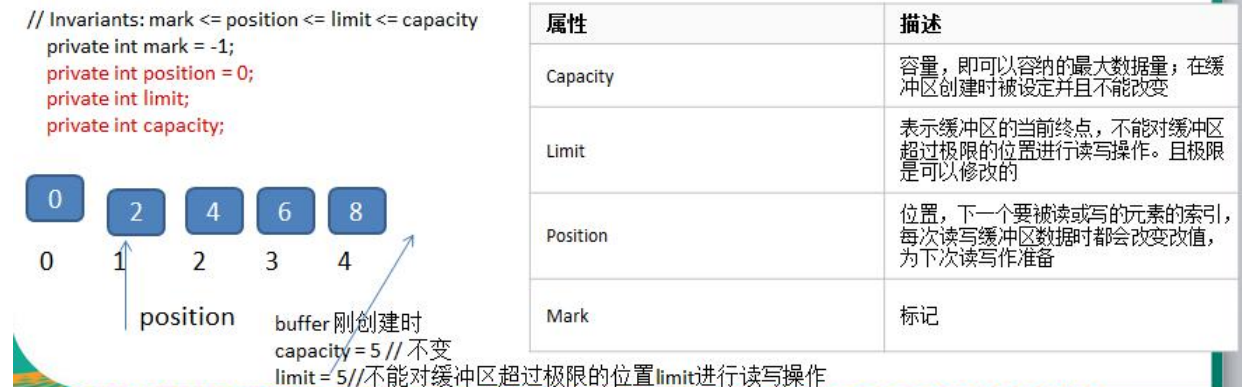 // Invariants: mark <= position <= limit <= capacity
private int mark = -1;
private int position = 0;
private int limit;
private int capacity;
0
2
4
6
8
0
1
2
3
4
position
buffer 刚创建时
capacity = 5 // 不变
limit = 5//不能对缓冲区超过极限的位置limit进行读写操作
属性
描述
Capacity
容量，即可以容纳的最大数据量；在缓
冲区创建时被设定并且不能改变
Limit
表示缓冲区的当前终点，不能对缓冲区
超过极限的位置进行读写操作。且极限
是可以修改的
Position
位置，下一个要被读或写的元素的索引，
每次读写缓冲区数据时都会改变改值，
为下次读写作准备
Mark
标记